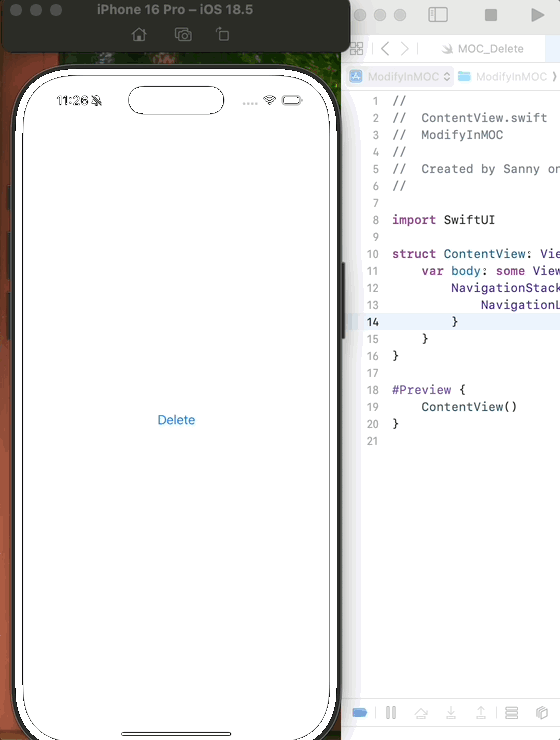 iPhone 16 Pro – iOS 18.5
11:26
Delete
MOC_Delete
ModifyInMOC
ModifyInMOC
1 //
2 //  ContentView.swift
3 //  ModifyInMOC
4 //
5 //  Created by Sanny on
6 //
7
8 import SwiftUI
9
10 struct ContentView: Vie
11     var body: some View
12         NavigationStack
13             NavigationL
14         }
15     }
16 }
17
18 #Preview {
19     ContentView()
20 }
21